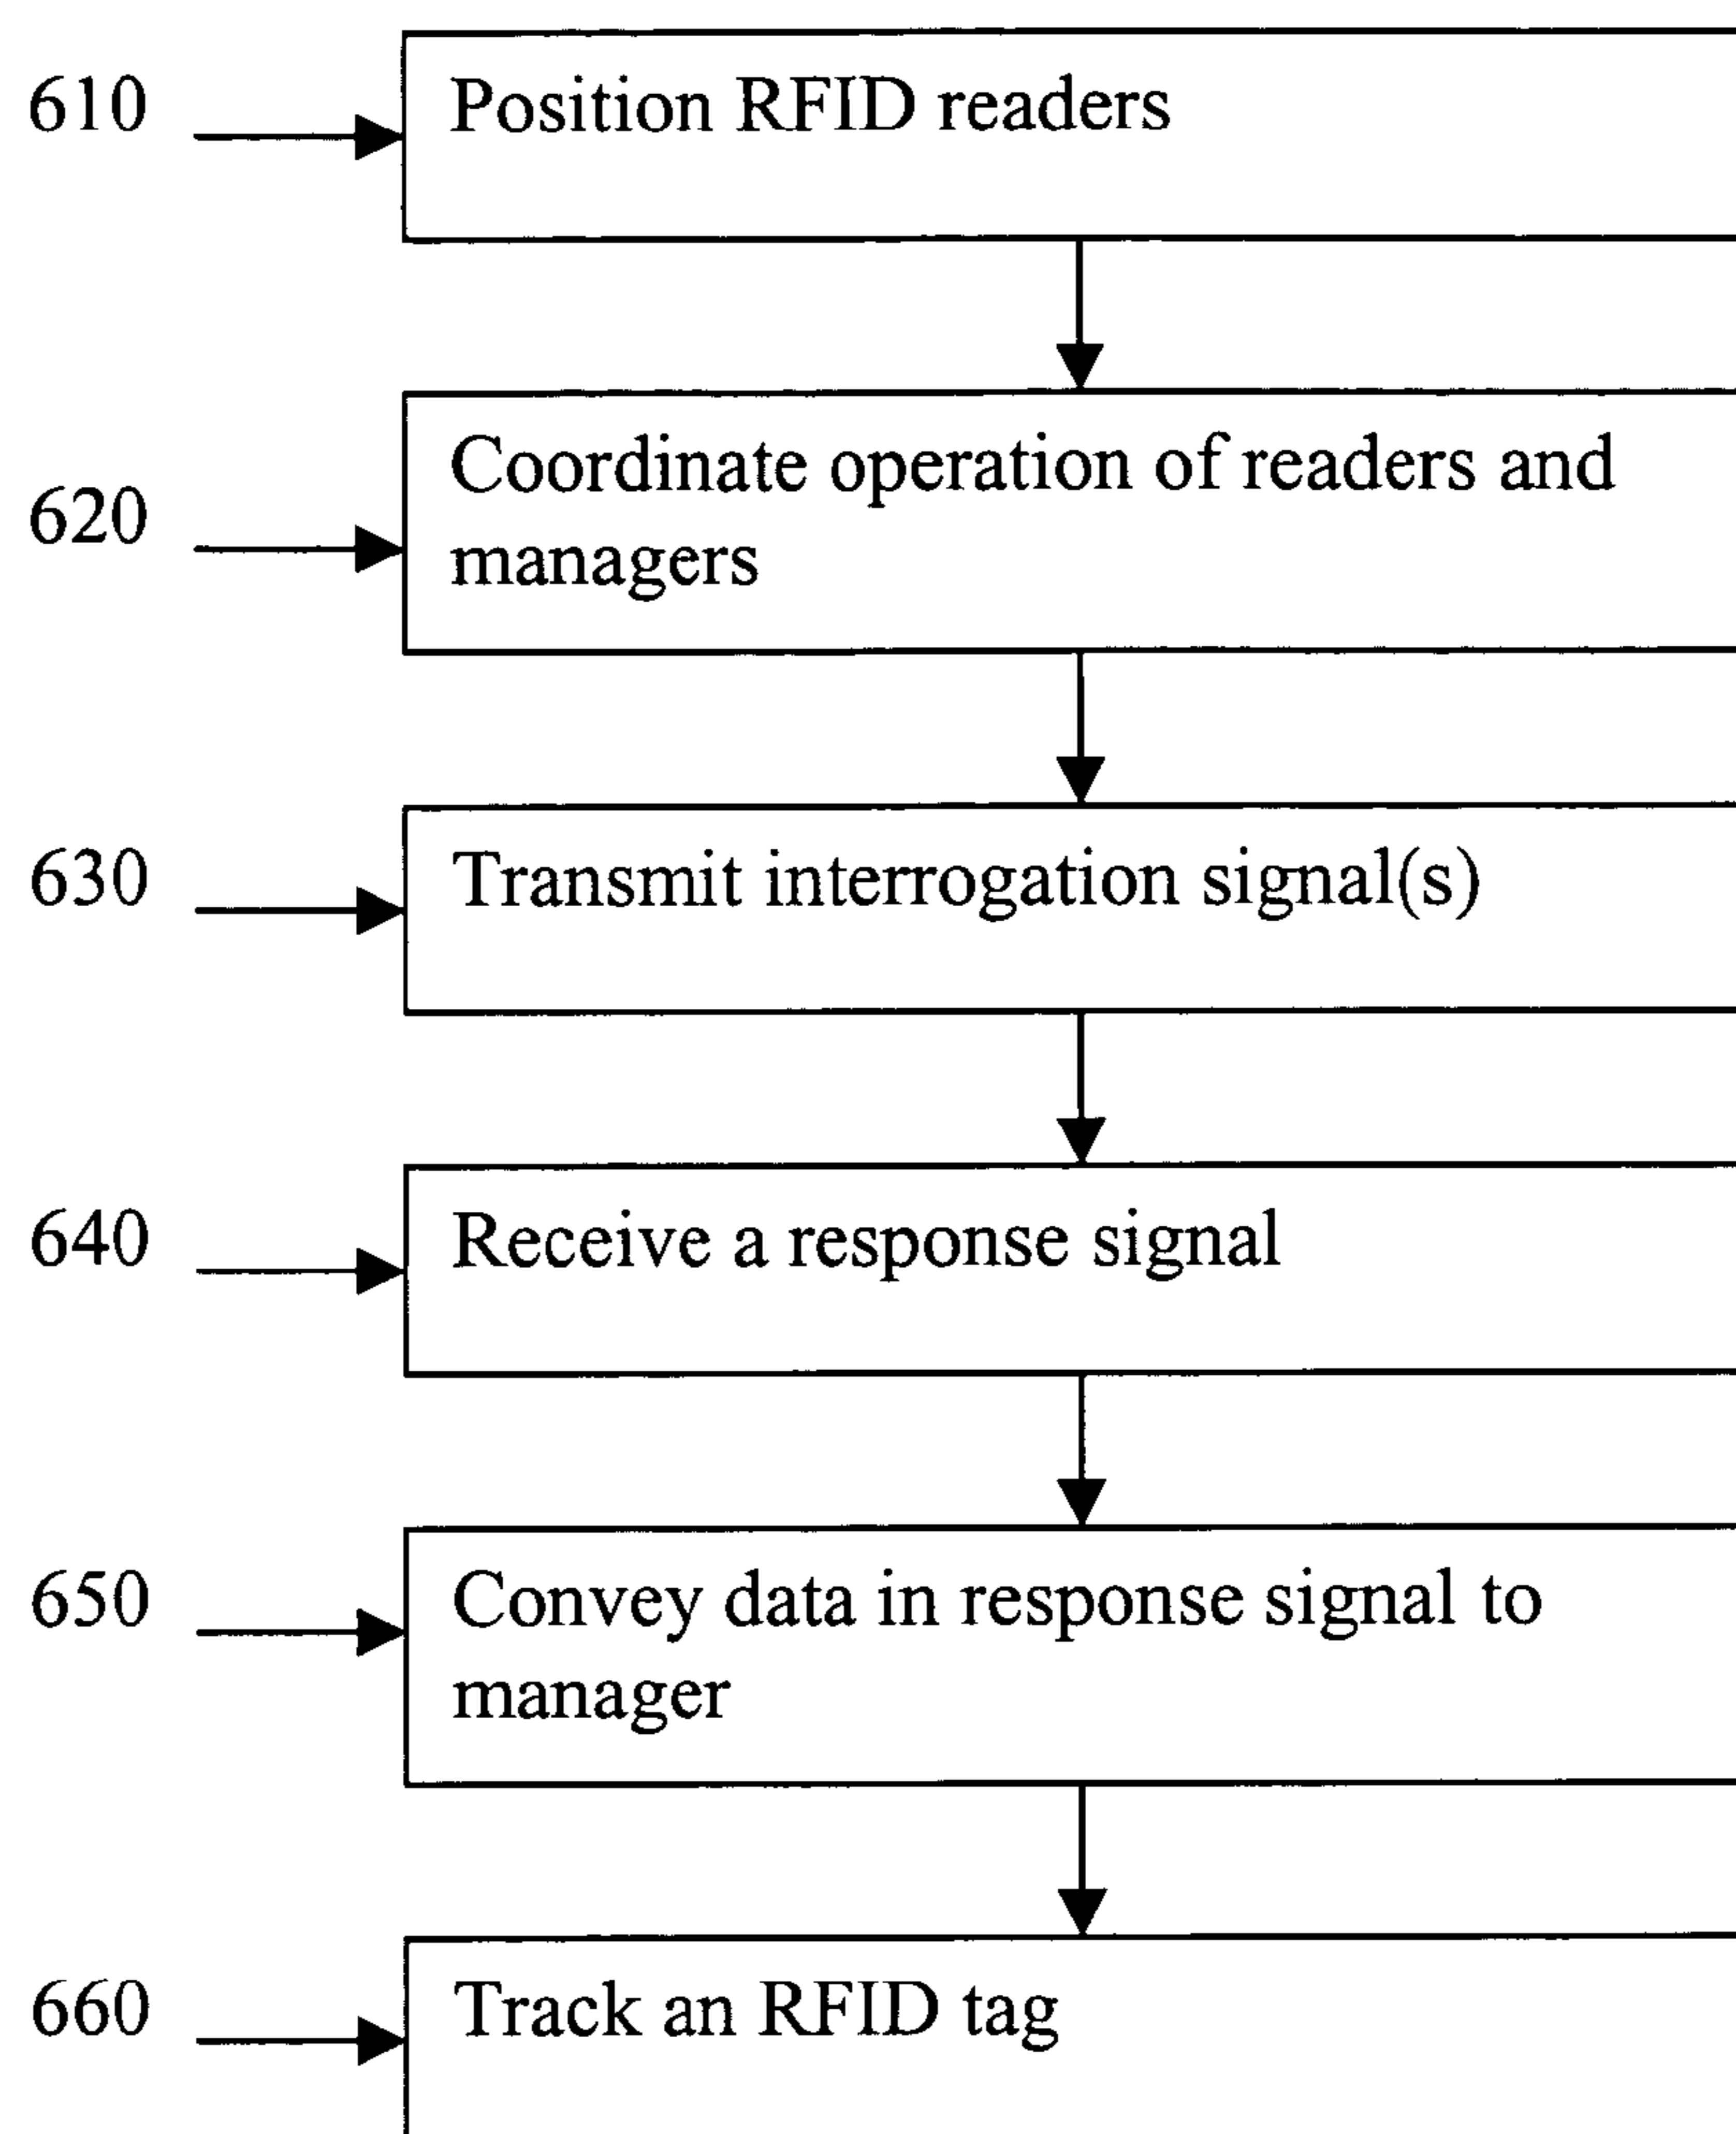 610
Position RFID readers
620
Coordinate operation of readers and
managers
630
Transmit interrogation signal(s)
640
Receive a response signal
650
Convey data in response signal to
manager
660
Track an RFID tag